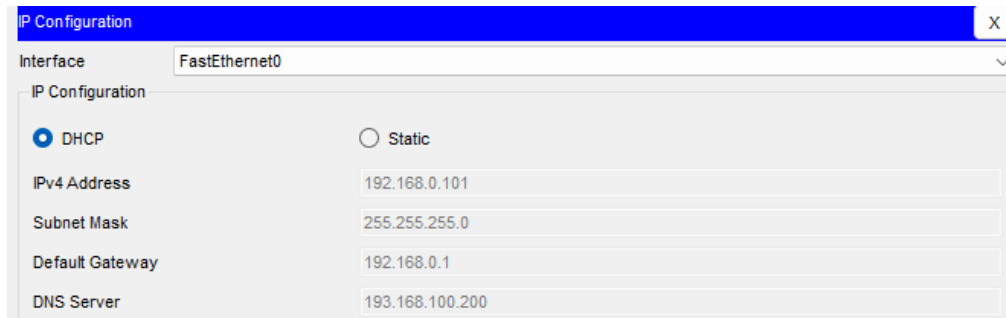 IP Configuration X
Interface FastEthernet0
IP Configuration
DHCP Static
IPv4 Address 192.168.0.101
Subnet Mask 255.255.255.0
Default Gateway 192.168.0.1
DNS Server 193.168.100.200